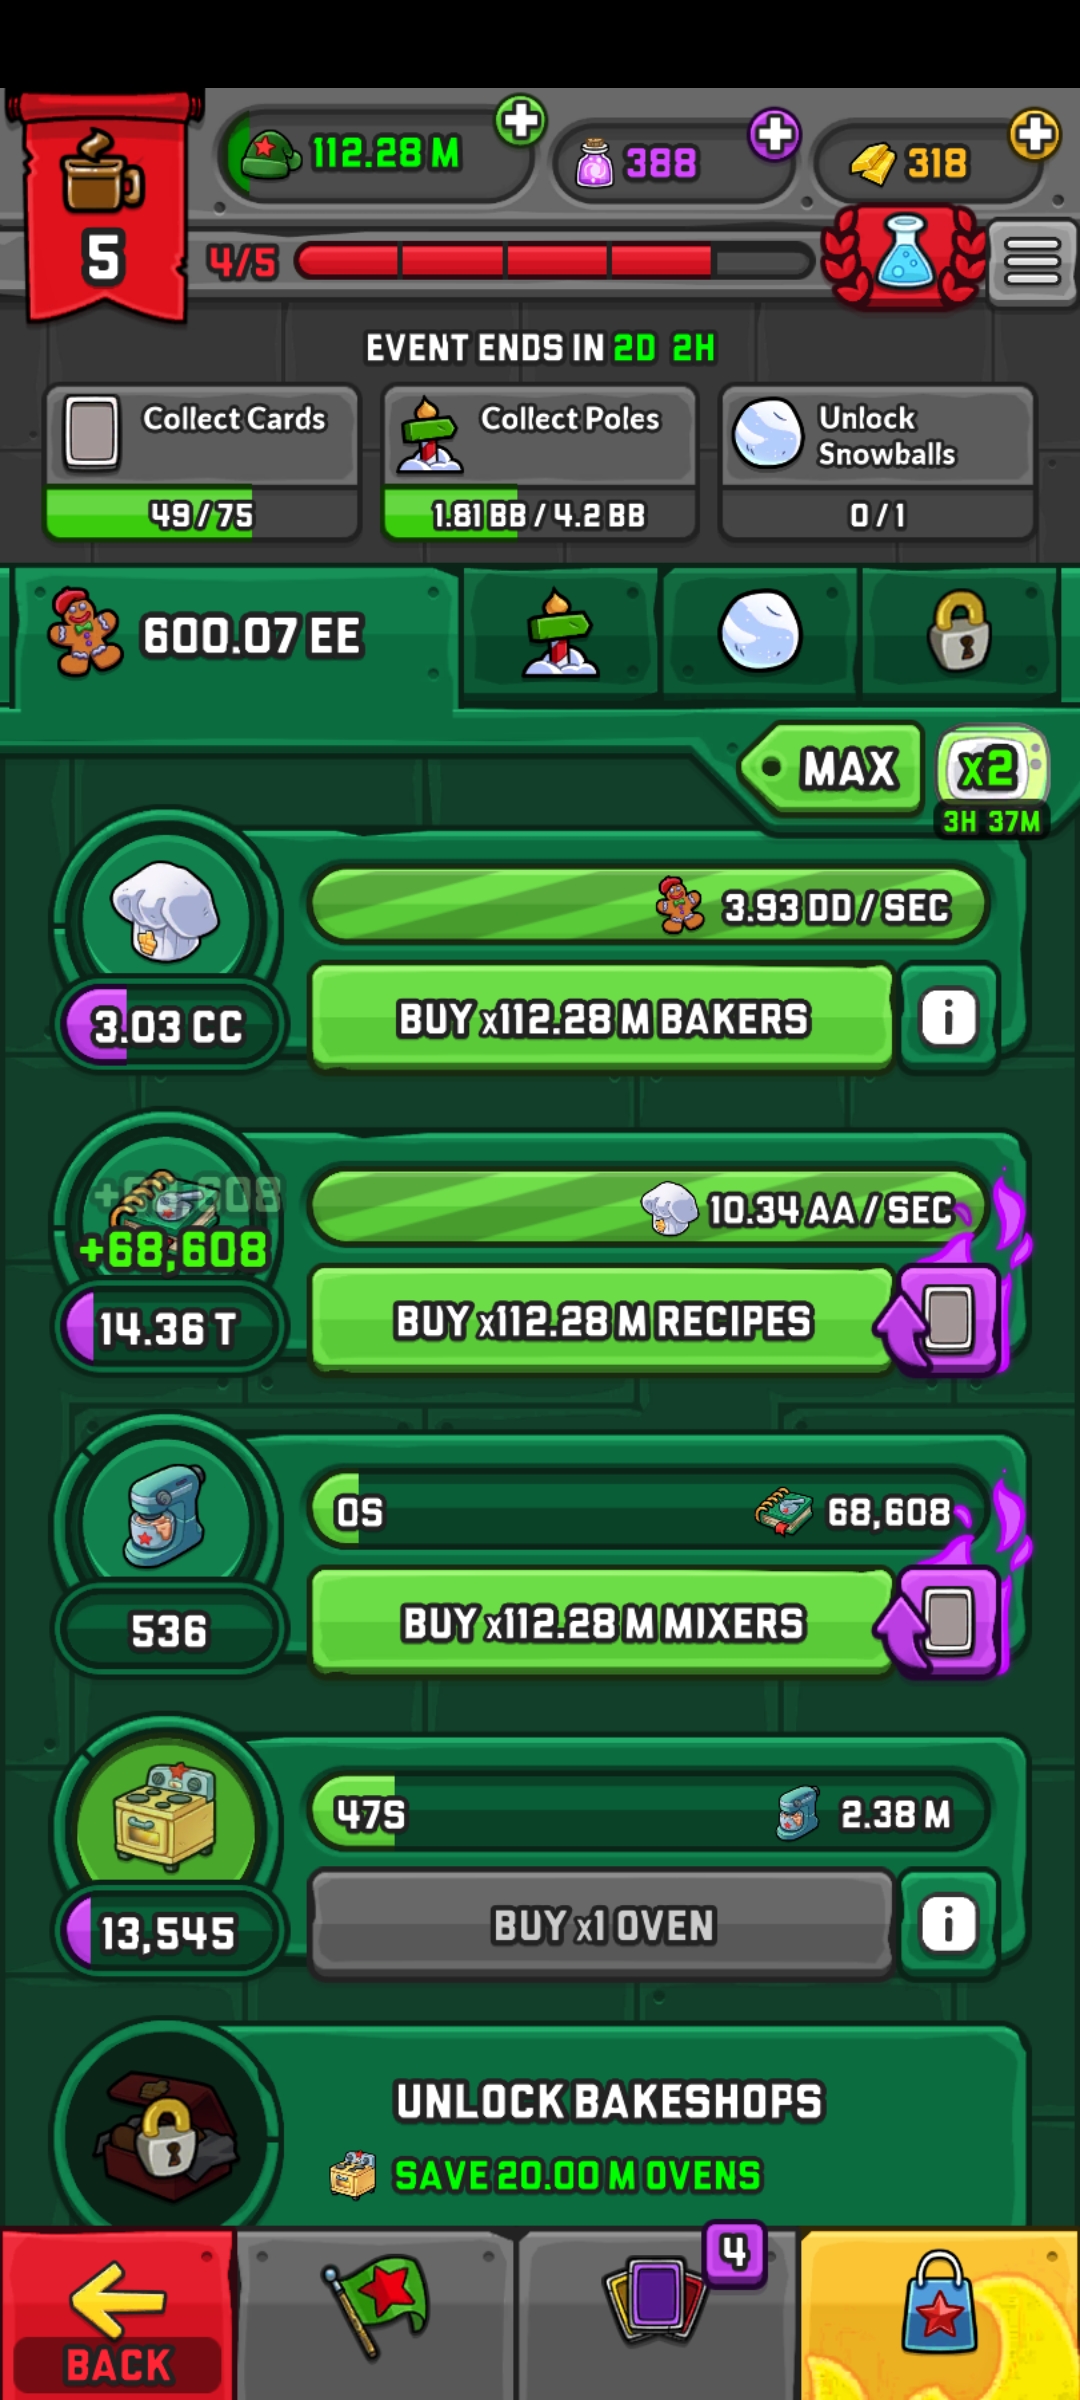 112.28 M
388
318
5
4/5
EVENT ENDS IN 2D 2H
Collect Cards
49/75
Collect Poles
1.81 BB / 4.2 BB
Unlock
Snowballs
0/1
600.07 EE
MAX
x2
3H 37M
3.93 DD / SEC
3.03 CC
BUY x112.28 M BAKERS
i
+68,608
+68,608
10.34 AA / SEC
14.36 T
BUY x112.28 M RECIPES
0S
68,608
536
BUY x112.28 M MIXERS
47S
2.38 M
13,545
BUY x1 OVEN
i
UNLOCK BAKESHOPS
SAVE 20.00 M OVENS
4
BACK